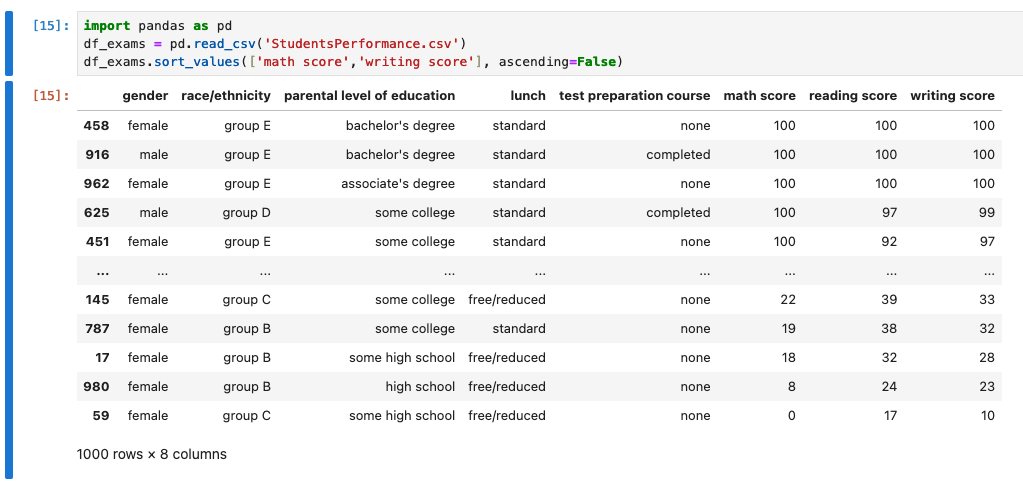 [15]: import pandas as pd
df_exams = pd.read_csv('StudentsPerformance.csv')
df_exams.sort_values(['math score','writing score'], ascending=False)
[15]: gender race/ethnicity parental level of education lunch test preparation course math score reading score writing score
458 female group E bachelor's degree standard none 100 100 100
916 male group E bachelor's degree standard completed 100 100 100
962 female group E associate's degree standard none 100 100 100
625 male group D some college standard completed 100 97 99
451 female group E some college standard none 100 92 97
... ... ... ... ... ... ... ... ...
145 female group C some college free/reduced none 22 39 33
787 female group B some college standard none 19 38 32
17 female group B some high school free/reduced none 18 32 28
980 female group B high school free/reduced none 8 24 23
59 female group C some high school free/reduced none 0 17 10
1000 rows × 8 columns